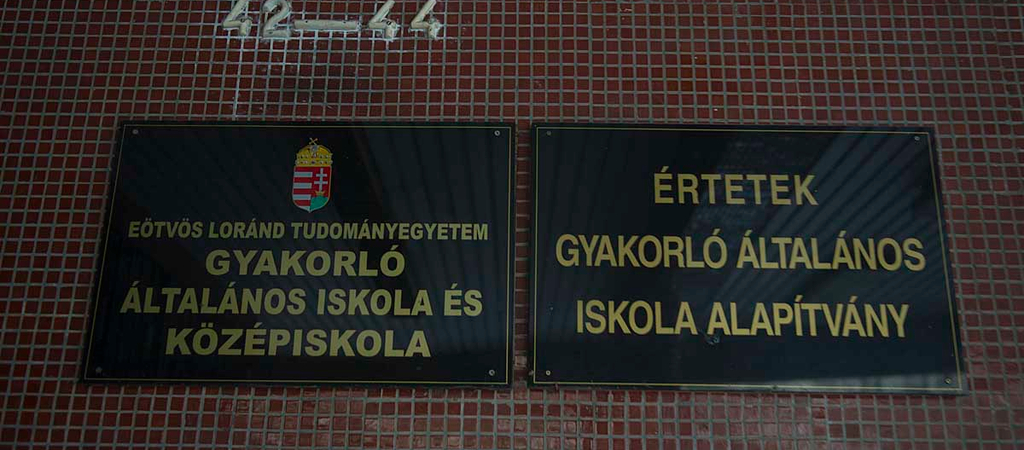 42-44
EÖTVÖS LORÁND TUDOMÁNYEGYETEM
GYAKORLÓ
ÁLTALÁNOS ISKOLA ÉS
KÖZÉPISKOLA
ÉRTETEK
GYAKORLÓ ÁLTALÁNOS
ISKOLA ALAPÍTVÁNY